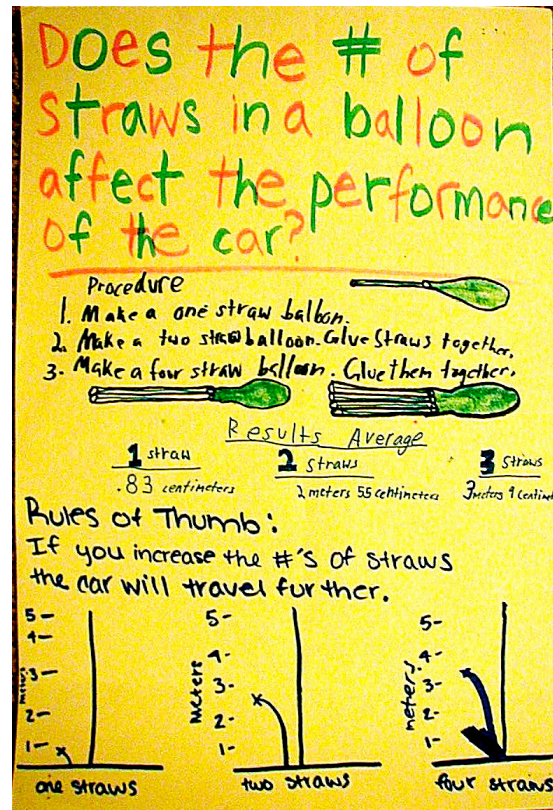 Does the # of
straws in a balloon
affect the performance
of the car?
Procedure
1. Make a one straw balloon.
2. Make a two straw balloon. Glue Straws together.
3. Make a four straw balloon. Glue them together.
Results Average
1 straw 2 straws 3 straws
.83 centimeters 2 meters 55 centimeters 3 meters 9 centim
Rules of Thumb:
If you increase the #'s of straws
the car will travel further.
5- 4- 3- 2- 1- meters
5- 4- 3- 2- 1- meters
5- 4- 3- 2- 1- meters
one straws two straws four straws